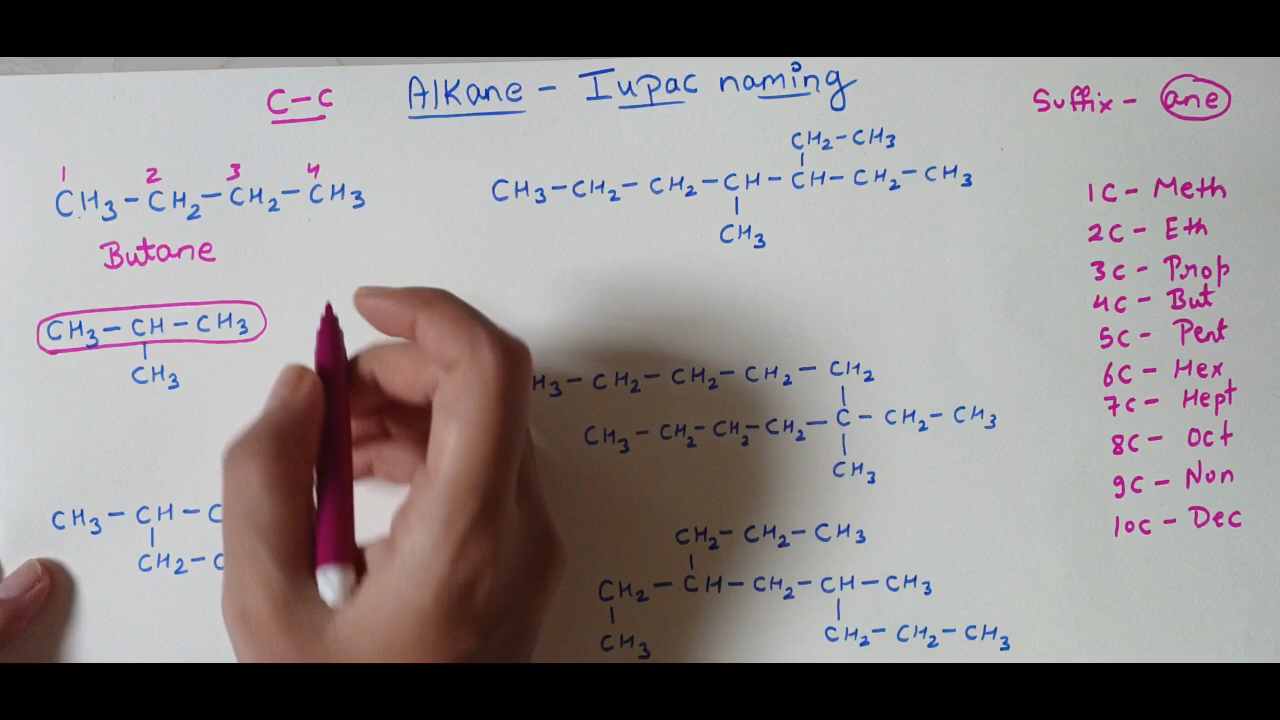 C-C Alkane - Iupac naming
Suffix - ane
1 2 3 4
CH₃-CH₂-CH₂-CH₃
Butane
CH₃-CH-CH₃
CH₃
CH₃-CH-C
CH₂-C
CH₂-CH₃
CH₃-CH₂-CH₂-CH-CH-CH₂-CH₃
CH₃
H₃-CH₂-CH₂-CH₂-CH₂
CH₃-CH₂-CH₂-CH₂-C-CH₂-CH₃
CH₃
CH₂-CH₂-CH₃
CH₂-CH-CH₂-CH-CH₃
CH₃ CH₂-CH₂-CH₃
1C - Meth
2C - Eth
3C - Prop
4C - But
5C - Pent
6C - Hex
7C - Hept
8C - Oct
9C - Non
10C - Dec